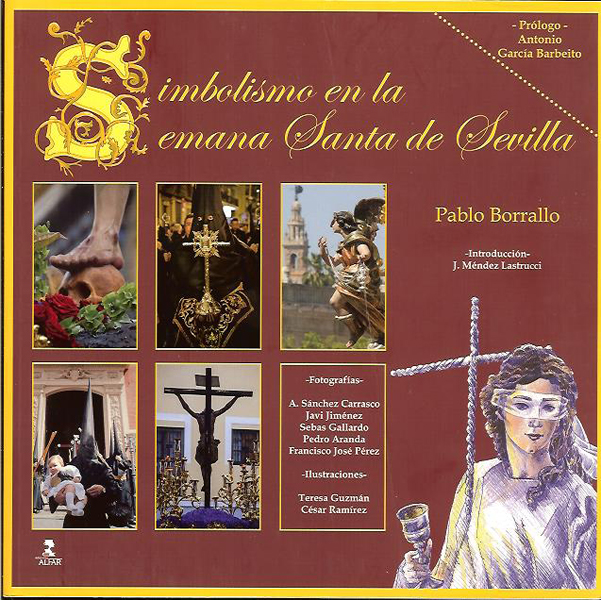 - Prólogo -
Antonio
García Barbeito
Simbolismo en la
Semana Santa de Sevilla
Pablo Borrallo
-Introducción-
J. Méndez Lastrucci
-Fotografías-
A. Sánchez Carrasco
Javi Jiménez
Sebas Gallardo
Pedro Aranda
Francisco José Pérez
-Ilustraciones-
Teresa Guzmán
César Ramírez
ALFAR